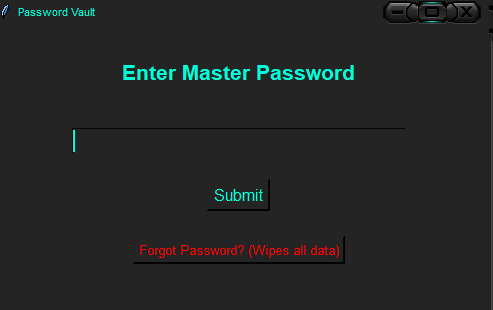 Password Vault
Enter Master Password
Submit
Forgot Password? (Wipes all data)